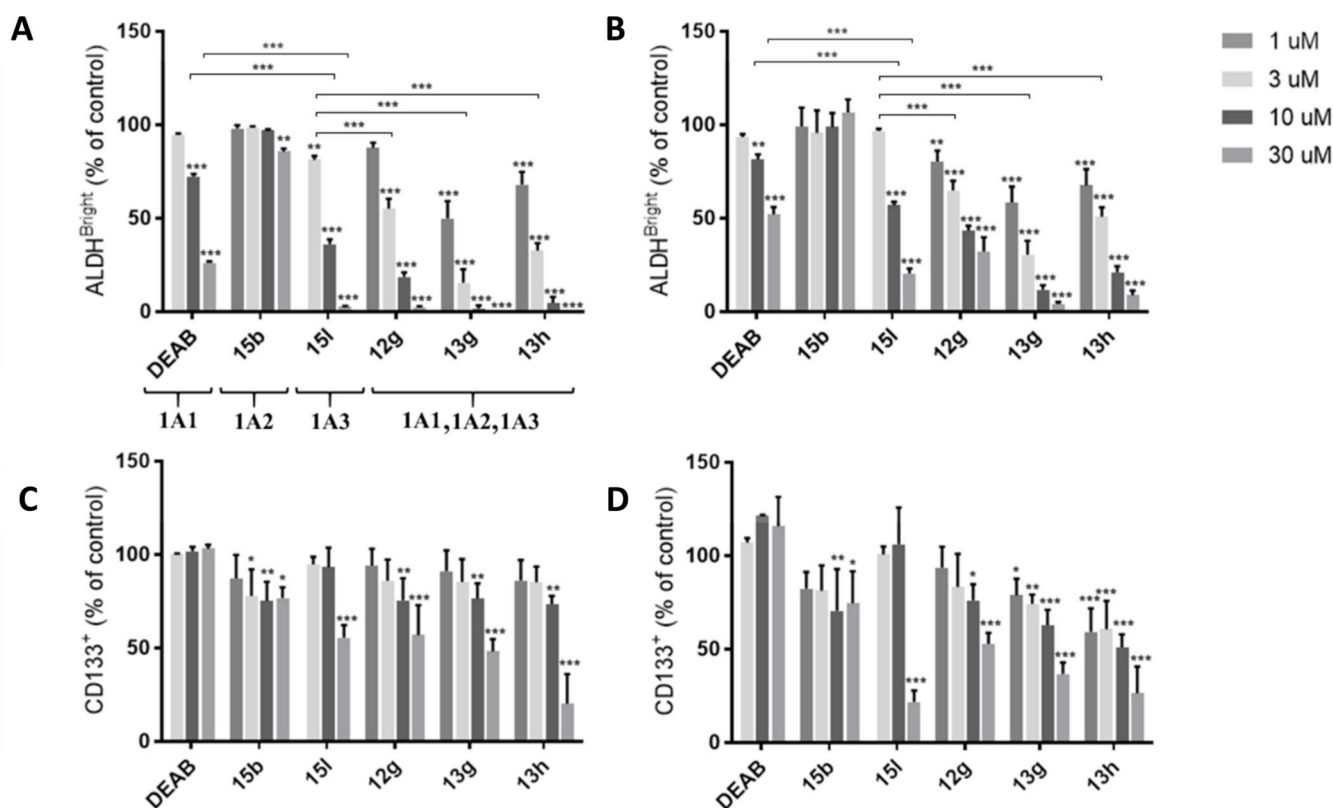 A
ALDH^Bright (% of control)
150
100
50
0
***
***
***
***
***
***
***
**
**
***
***
***
***
***
***
***
***
***
***
***
***
***
DEAB
15b
15l
12g
13g
13h
1A1
1A2
1A3
1A1,1A2,1A3
B
ALDH^Bright (% of control)
150
100
50
0
***
***
***
***
***
**
***
***
***
**
***
***
***
***
***
***
***
***
***
***
***
DEAB
15b
15l
12g
13g
13h
1 uM
3 uM
10 uM
30 uM
C
CD133^+ (% of control)
150
100
50
0
*
**
*
***
**
***
**
***
**
***
DEAB
15b
15l
12g
13g
13h
D
CD133^+ (% of control)
150
100
50
0
**
*
***
*
***
*
**
***
***
***
***
***
***
DEAB
15b
15l
12g
13g
13h